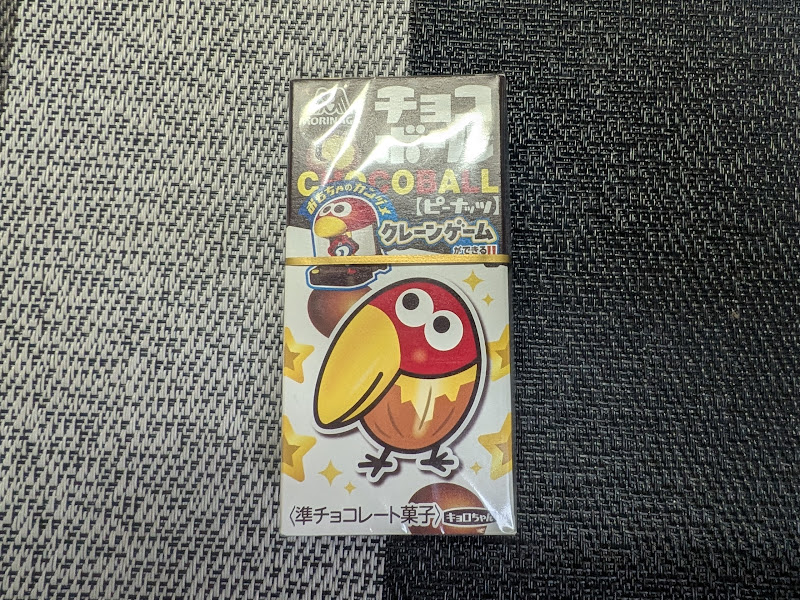 MORINAGA
チョコ
ボール
CHOCOBALL
[ピーナッツ]
おもちゃのカンヅメ
クレーンゲーム
ができる!!
〈準チョコレート菓子〉
キョロちゃん